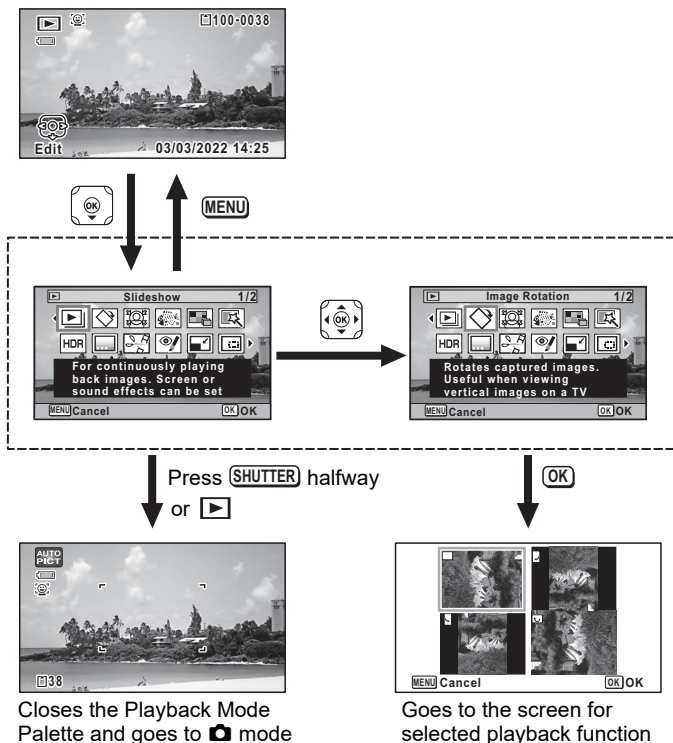 100-0038
Edit
03/03/2022 14:25
OK
MENU
Slideshow 1/2
HDR
For continuously playing
back images. Screen or
sound effects can be set
MENU Cancel OK OK
OK
Image Rotation 1/2
HDR
Rotates captured images.
Useful when viewing
vertical images on a TV
MENU Cancel OK OK
Press SHUTTER halfway
or
OK
AUTO
PICT
38
Closes the Playback Mode
Palette and goes to mode
MENU Cancel OK OK
Goes to the screen for
selected playback function